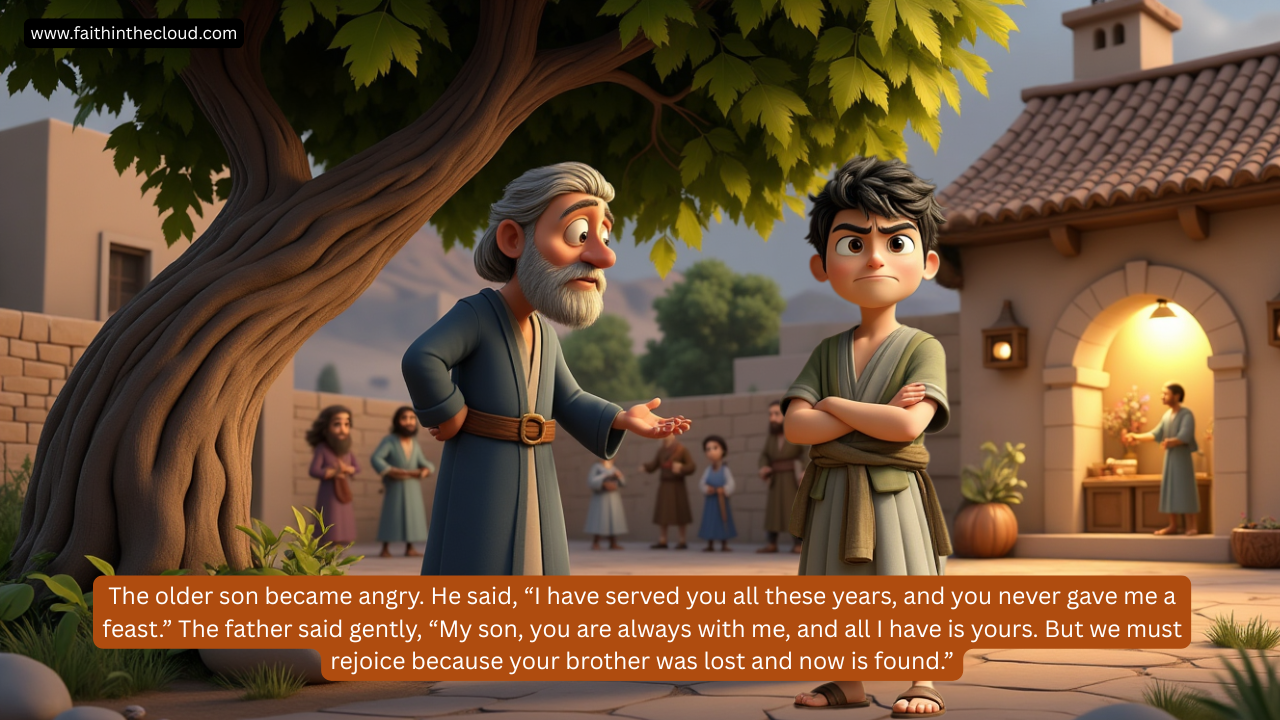 www.faithinthecloud.com
The older son became angry. He said, “I have served you all these years, and you never gave me a
feast.” The father said gently, “My son, you are always with me, and all I have is yours. But we must
rejoice because your brother was lost and now is found.”